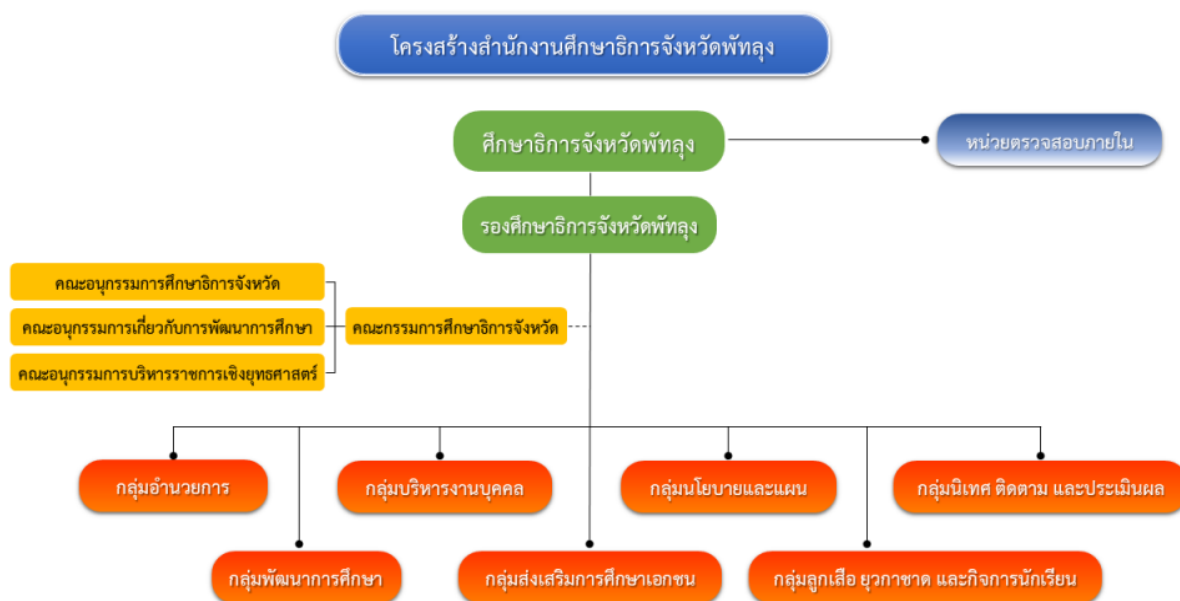 โครงสร้างสำนักงานศึกษาธิการจังหวัดพัทลุง
ศึกษาธิการจังหวัดพัทลุง
หน่วยตรวจสอบภายใน
รองศึกษาธิการจังหวัดพัทลุง
คณะอนุกรรมการศึกษาธิการจังหวัด
คณะอนุกรรมการเกี่ยวกับการพัฒนาการศึกษา
คณะกรรมการศึกษาธิการจังหวัด
คณะอนุกรรมการบริหารราชการเชิงยุทธศาสตร์
กลุ่มอำนวยการ
กลุ่มบริหารงานบุคคล
กลุ่มนโยบายและแผน
กลุ่มนิเทศ ติดตาม และประเมินผล
กลุ่มพัฒนาการศึกษา
กลุ่มส่งเสริมการศึกษาเอกชน
กลุ่มลูกเสือ ยุวกาชาด และกิจการนักเรียน